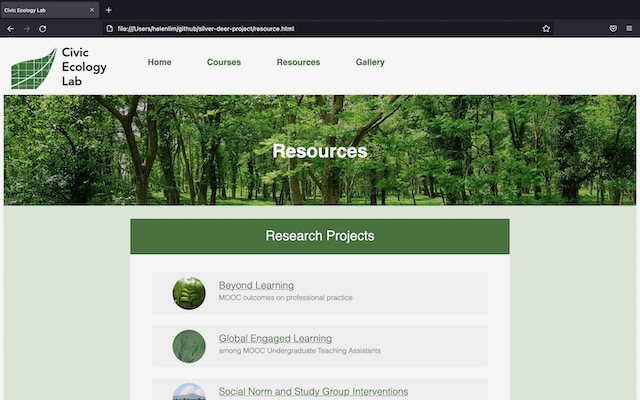 Civic Ecology Lab
file:///Users/helenlim/github/silver-deer-project/resource.html
Civic
Ecology
Lab
Home Courses Resources Gallery
Resources
Research Projects
Beyond Learning
MOOC outcomes on professional practice
Global Engaged Learning
among MOOC Undergraduate Teaching Assistants
Social Norm and Study Group Interventions